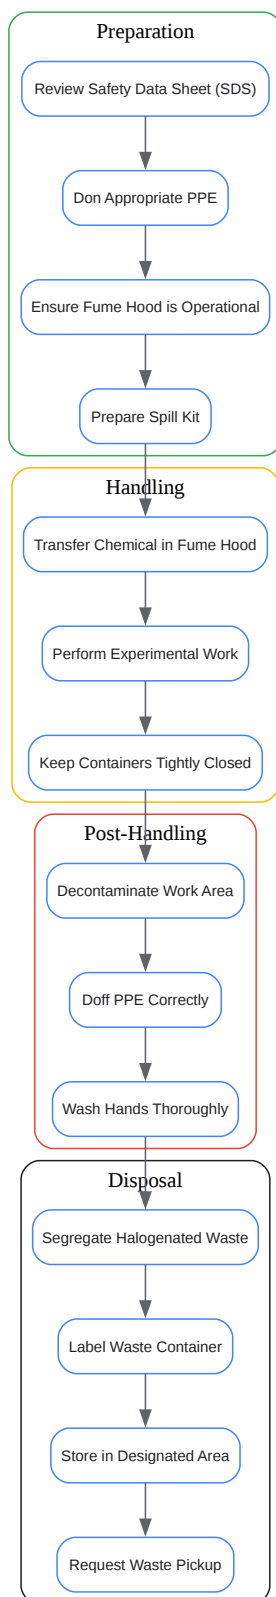 Preparation
Review Safety Data Sheet (SDS)
Don Appropriate PPE
Ensure Fume Hood is Operational
Prepare Spill Kit
Handling
Transfer Chemical in Fume Hood
Perform Experimental Work
Keep Containers Tightly Closed
Post-Handling
Decontaminate Work Area
Doff PPE Correctly
Wash Hands Thoroughly
Disposal
Segregate Halogenated Waste
Label Waste Container
Store in Designated Area
Request Waste Pickup